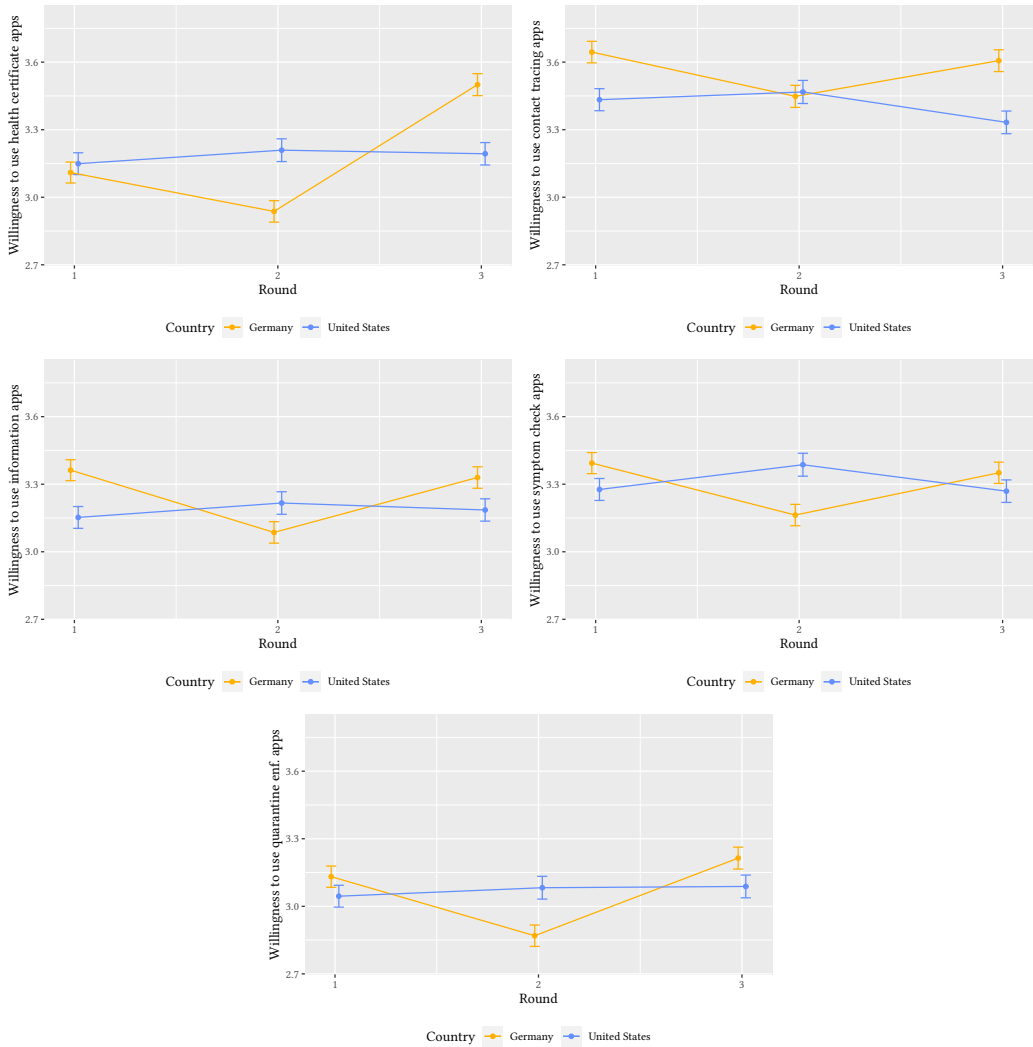 Willingness to use health certificate apps
3.6
3.3
3.0
2.7
1
2
3
Round
Country
Germany
United States
Willingness to use contact tracing apps
3.6
3.3
3.0
2.7
1
2
3
Round
Country
Germany
United States
Willingness to use information apps
3.6
3.3
3.0
2.7
1
2
3
Round
Country
Germany
United States
Willingness to use symptom check apps
3.6
3.3
3.0
2.7
1
2
3
Round
Country
Germany
United States
Willingness to use quarantine enf. apps
3.6
3.3
3.0
2.7
1
2
3
Round
Country
Germany
United States